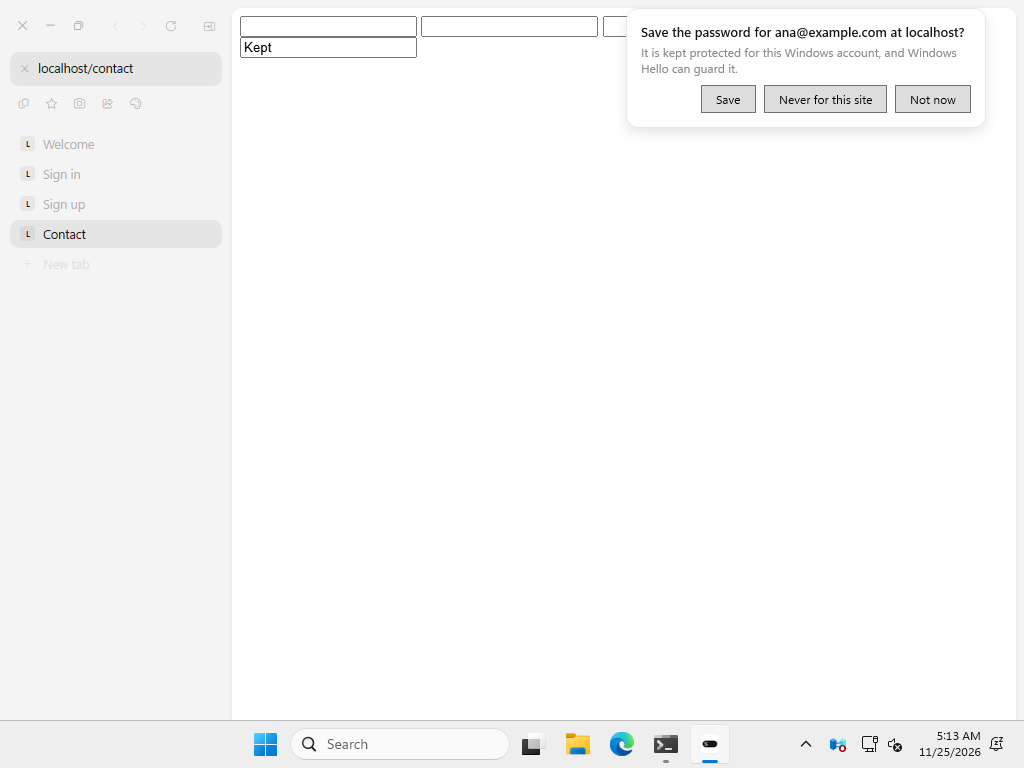 localhost/contact
Welcome
Sign in
Sign up
Contact
New tab
Kept
Save the password for ana@example.com at localhost?
It is kept protected for this Windows account, and Windows
Hello can guard it.
Save
Never for this site
Not now
Search
5:13 AM
11/25/2026